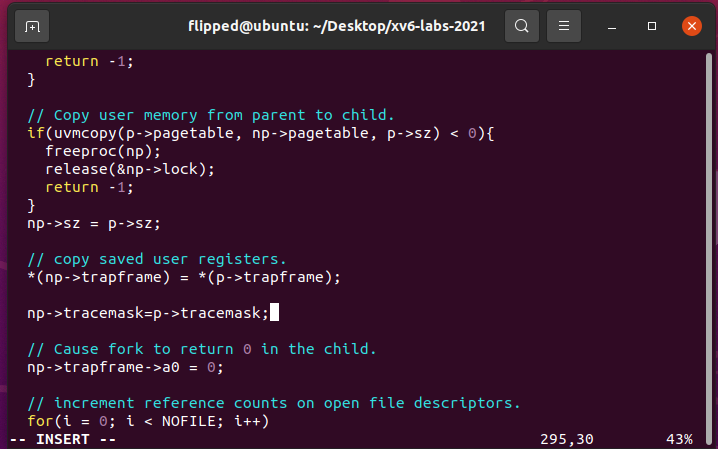 flipped@ubuntu: ~/Desktop/xv6-labs-2021
    return -1;
  }

  // Copy user memory from parent to child.
  if(uvmcopy(p->pagetable, np->pagetable, p->sz) < 0){
    freeproc(np);
    release(&np->lock);
    return -1;
  }
  np->sz = p->sz;

  // copy saved user registers.
  *(np->trapframe) = *(p->trapframe);

  np->tracemask=p->tracemask;

  // Cause fork to return 0 in the child.
  np->trapframe->a0 = 0;

  // increment reference counts on open file descriptors.
  for(i = 0; i < NOFILE; i++)
-- INSERT -- 295,30 43%